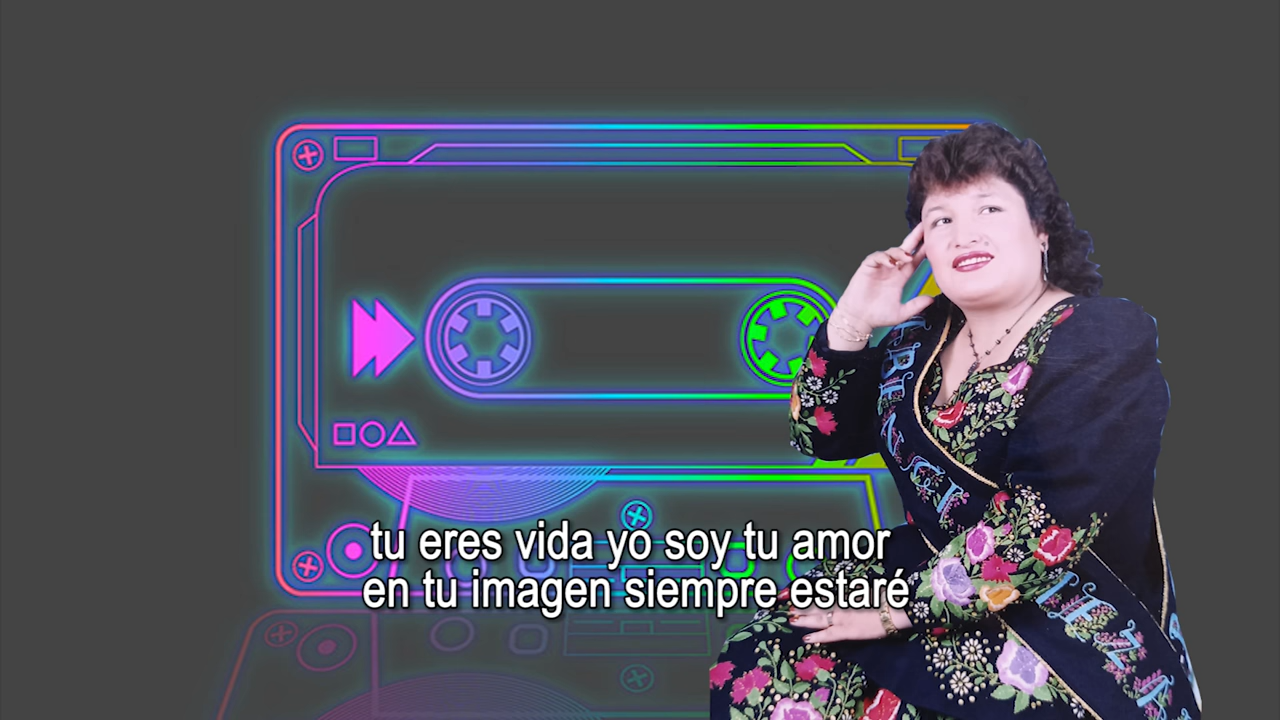 tu eres vida yo soy tu amor
en tu imagen siempre estaré